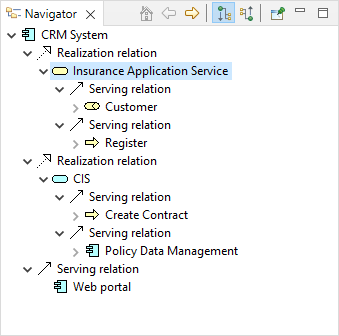 Navigator
CRM System
Realization relation
Insurance Application Service
Serving relation
Customer
Serving relation
Register
Realization relation
CIS
Serving relation
Create Contract
Serving relation
Policy Data Management
Serving relation
Web portal